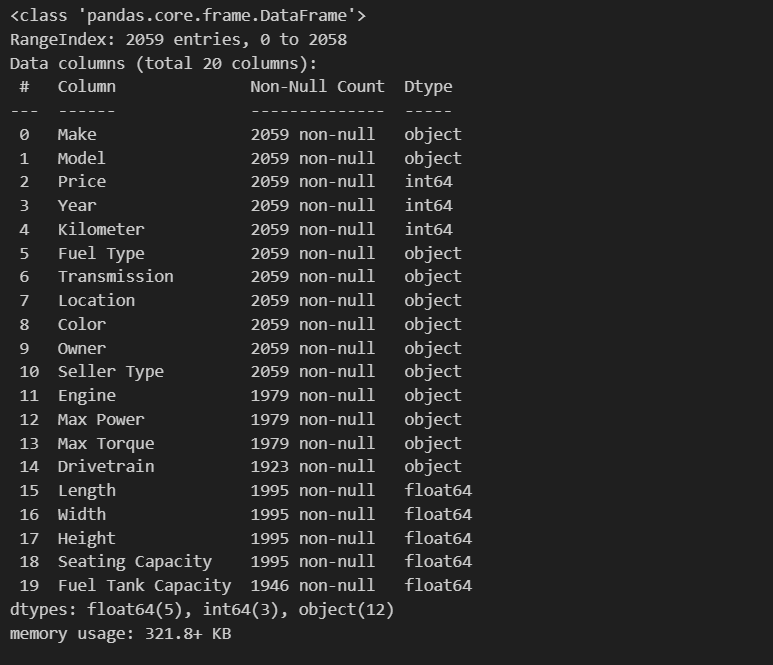 <class 'pandas.core.frame.DataFrame'>
RangeIndex: 2059 entries, 0 to 2058
Data columns (total 20 columns):
 #   Column              Non-Null Count  Dtype
---  ------              --------------  -----
 0   Make                2059 non-null   object
 1   Model               2059 non-null   object
 2   Price               2059 non-null   int64
 3   Year                2059 non-null   int64
 4   Kilometer           2059 non-null   int64
 5   Fuel Type           2059 non-null   object
 6   Transmission        2059 non-null   object
 7   Location            2059 non-null   object
 8   Color               2059 non-null   object
 9   Owner               2059 non-null   object
 10  Seller Type         2059 non-null   object
 11  Engine              1979 non-null   object
 12  Max Power           1979 non-null   object
 13  Max Torque          1979 non-null   object
 14  Drivetrain          1923 non-null   object
 15  Length              1995 non-null   float64
 16  Width               1995 non-null   float64
 17  Height              1995 non-null   float64
 18  Seating Capacity    1995 non-null   float64
 19  Fuel Tank Capacity  1946 non-null   float64
dtypes: float64(5), int64(3), object(12)
memory usage: 321.8+ KB